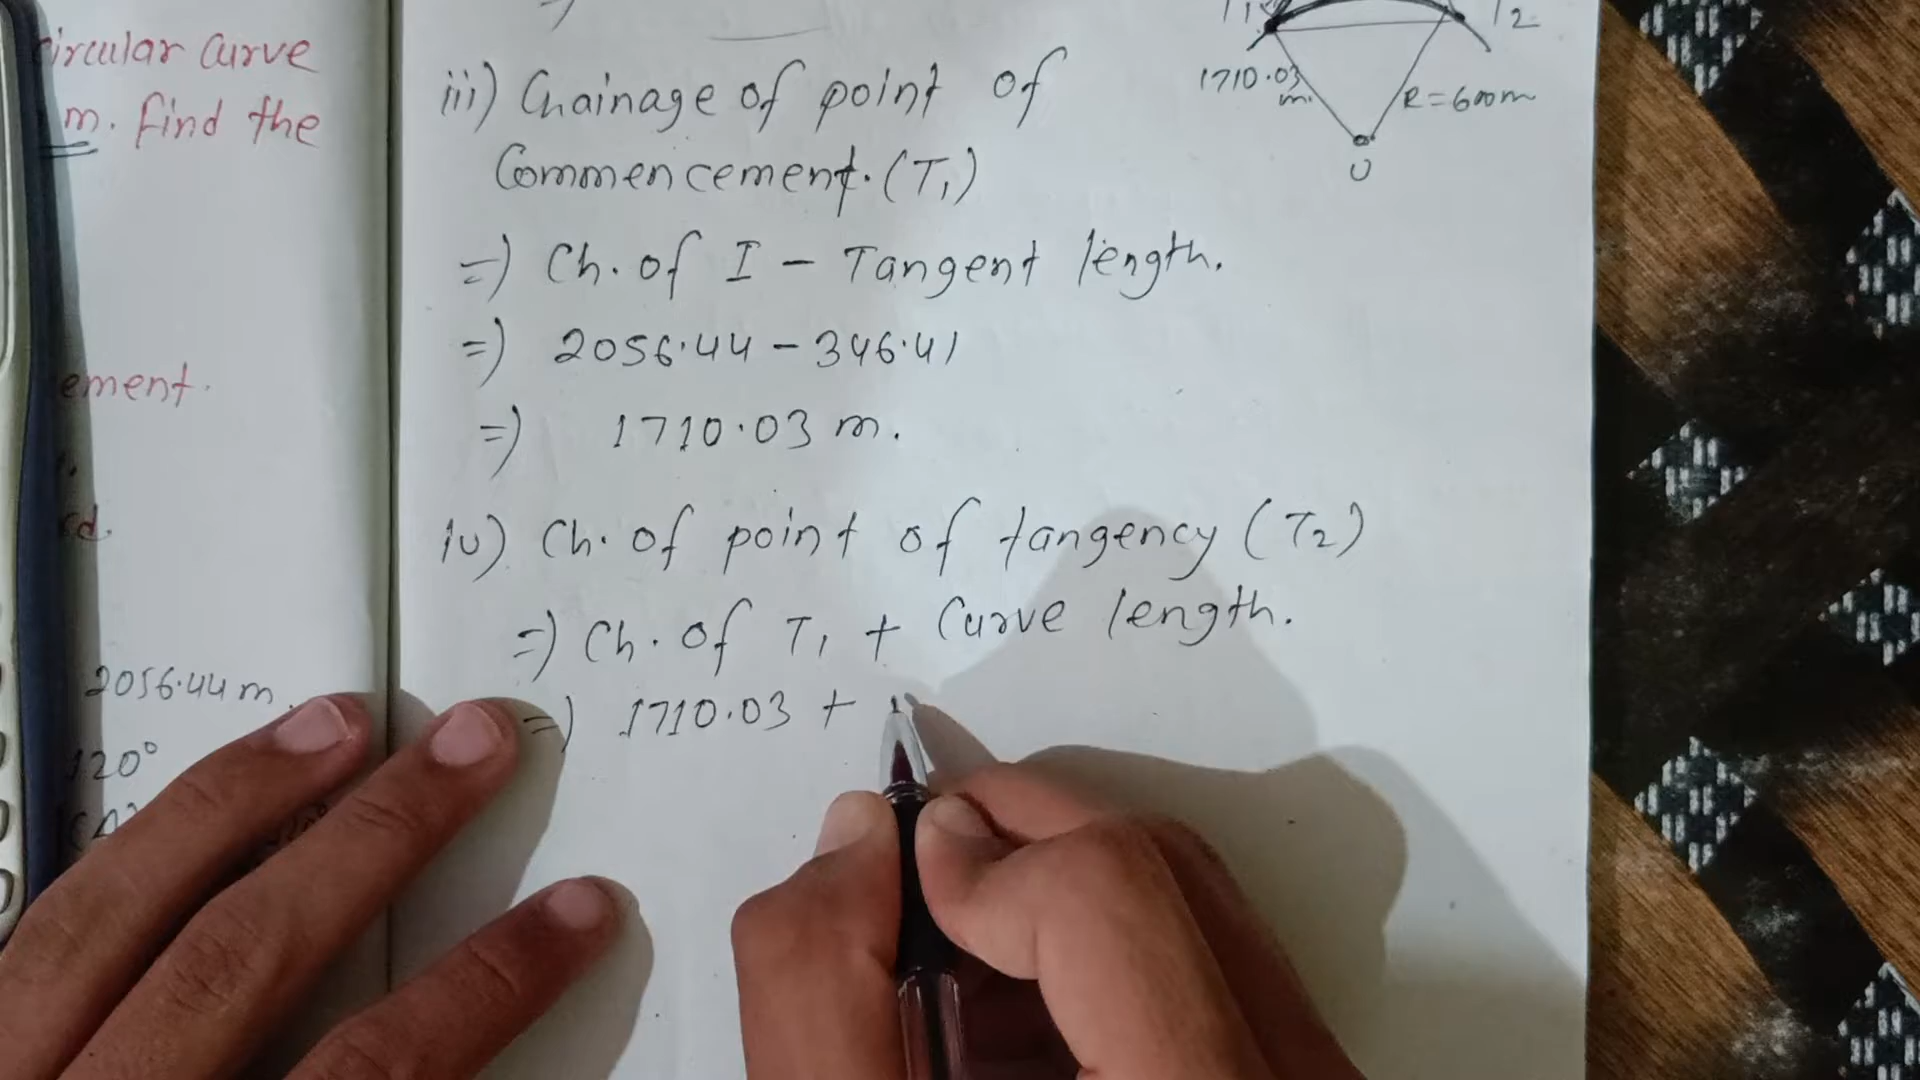 circular Curve
m. find the
ement.
rd.
2056.44 m
120°
T1
T2
1710.03
m.
R=600m
O
iii) Chainage of point of
Commencement. (T1)
=) Ch. of I - Tangent length.
=) 2056.44 - 346.41
=) 1710.03 m.
iv) Ch. of point of tangency (T2)
=) Ch. of T1 + Curve length.
=) 1710.03 +